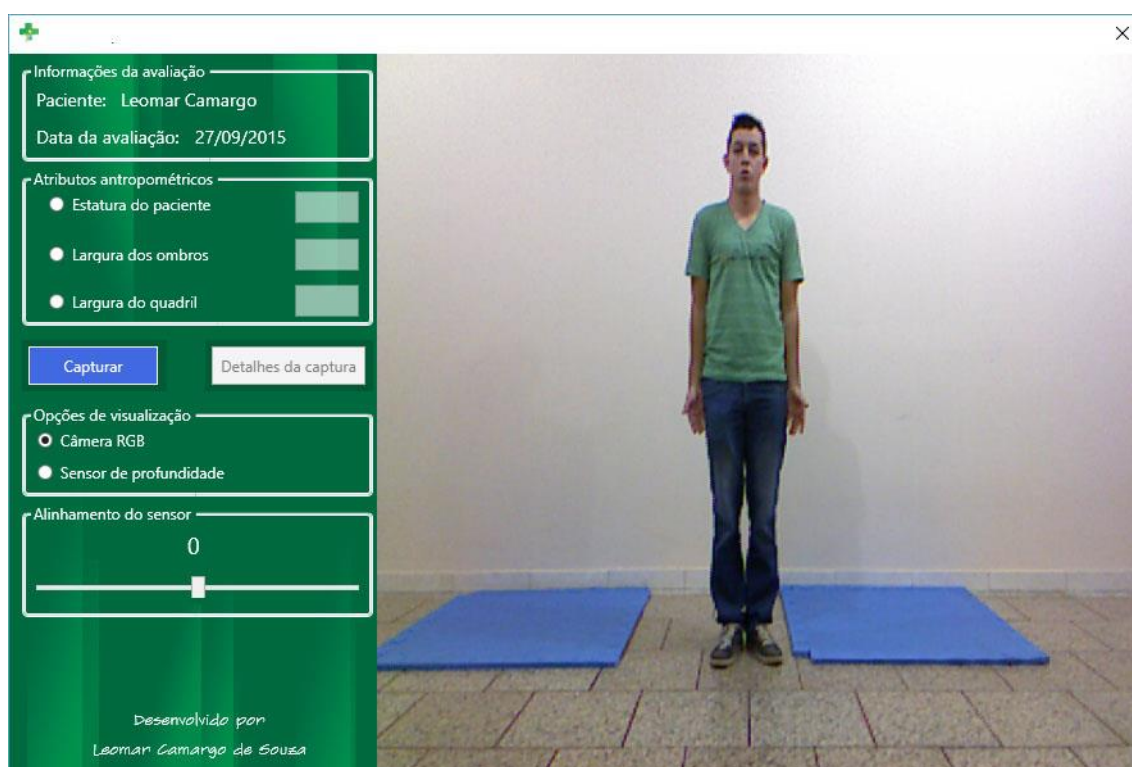 Informações da avaliação
Paciente: Leomar Camargo
Data da avaliação: 27/09/2015
Atributos antropométricos
Estatura do paciente
Largura dos ombros
Largura do quadril
Capturar Detalhes da captura
Opções de visualização
Câmera RGB
Sensor de profundidade
Alinhamento do sensor
0
Desenvolvido por
Leomar Camargo de Souza